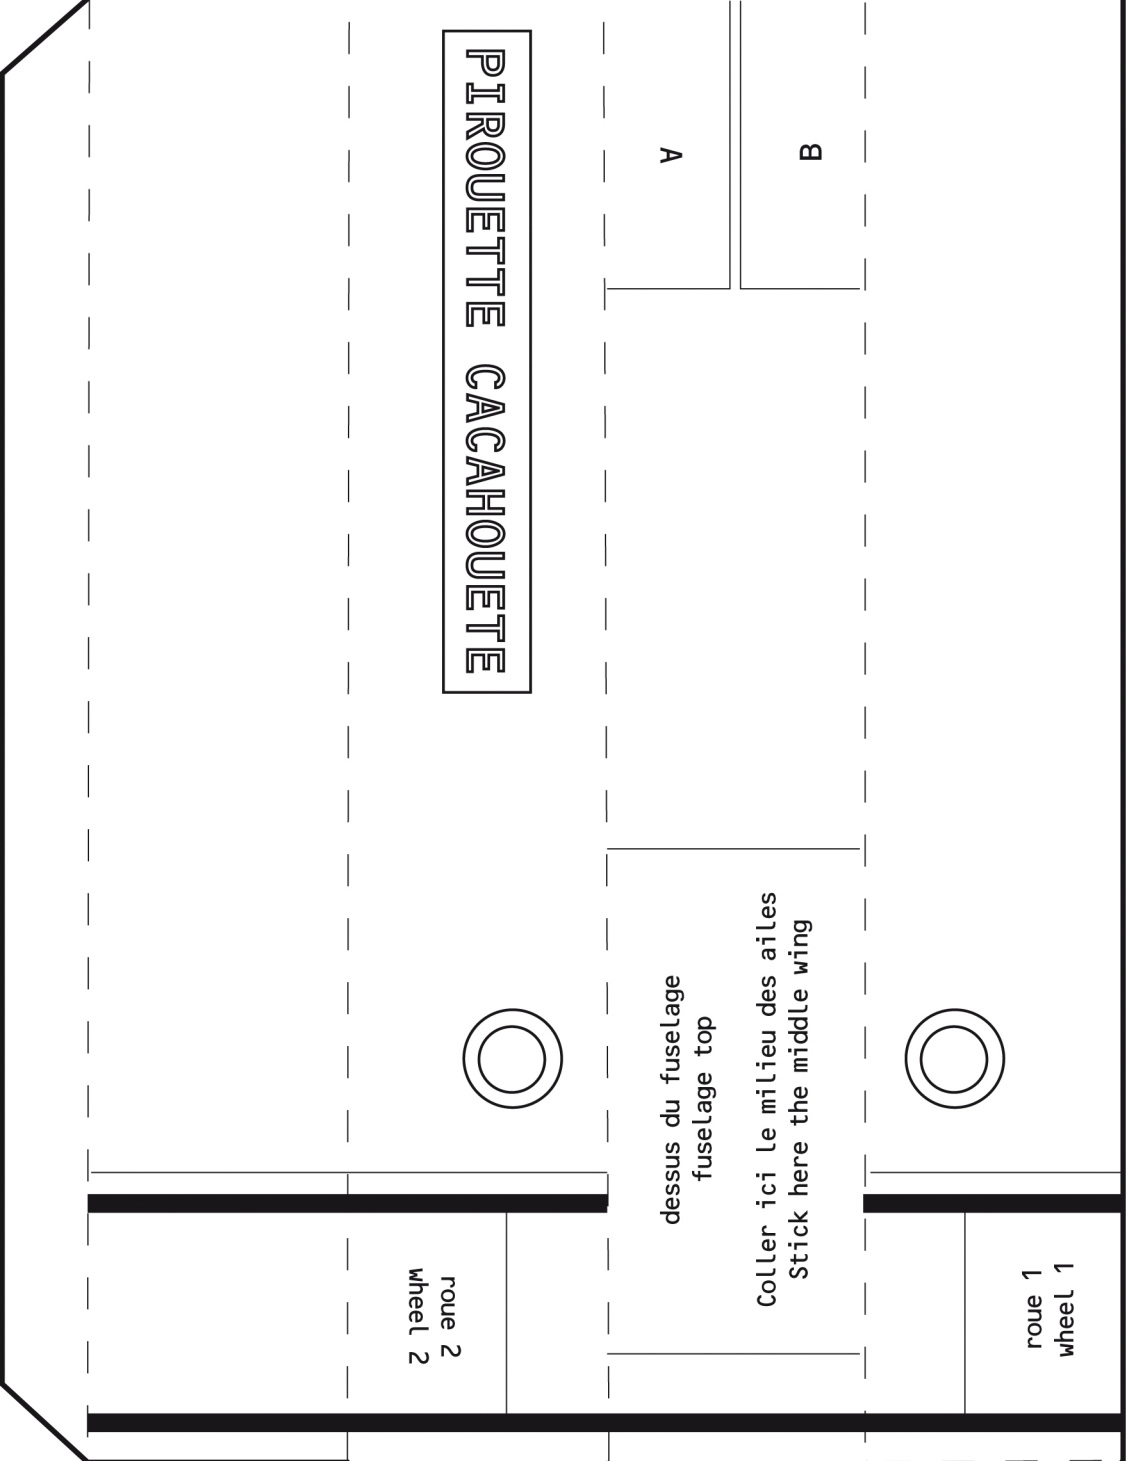 PIROUETTE CACAHOUETE
A
B
dessus du fuselage
fuselage top
Coller ici le milieu des ailes
Stick here the middle wing
roue 2
wheel 2
roue 1
wheel 1